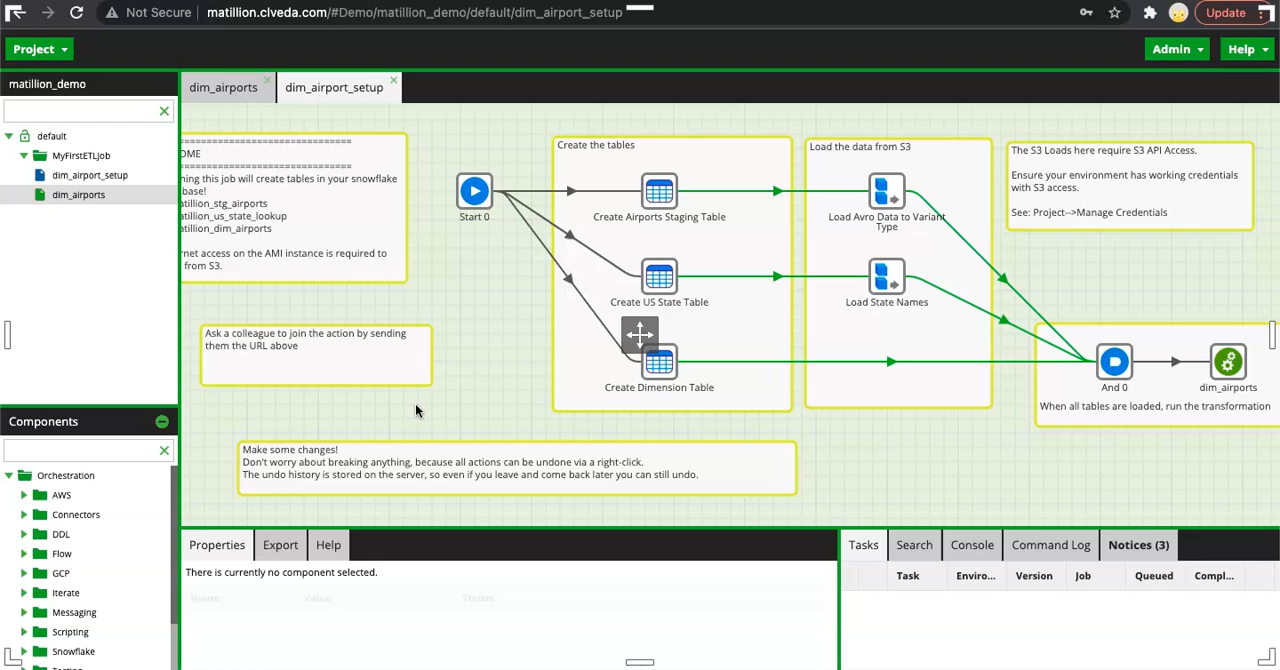 Not Secure
matillion.clveda.com/#Demo/matillion_demo/default/dim_airport_setup
Update
Project
Admin
Help
matillion_demo
default
MyFirstETLJob
dim_airport_setup
dim_airports
dim_airports
dim_airport_setup
===============================
OME
===============================
ning this job will create tables in your snowflake
base!
atillion_stg_airports
atillion_us_state_lookup
atillion_dim_airports
rnet access on the AMI instance is required to
from S3.
Ask a colleague to join the action by sending
them the URL above
Start 0
Create the tables
Create Airports Staging Table
Create US State Table
Create Dimension Table
Load the data from S3
Load Avro Data to Variant
Type
Load State Names
The S3 Loads here require S3 API Access.
Ensure your environment has working credentials
with S3 access.
See: Project-->Manage Credentials
And 0
dim_airports
When all tables are loaded, run the transformation
Make some changes!
Don't worry about breaking anything, because all actions can be undone via a right-click.
The undo history is stored on the server, so even if you leave and come back later you can still undo.
Components
Orchestration
AWS
Connectors
DDL
Flow
GCP
Iterate
Messaging
Scripting
Snowflake
Properties
Export
Help
There is currently no component selected.
Name
Value
Status
Tasks
Search
Console
Command Log
Notices (3)
Task
Enviro...
Version
Job
Queued
Compl...